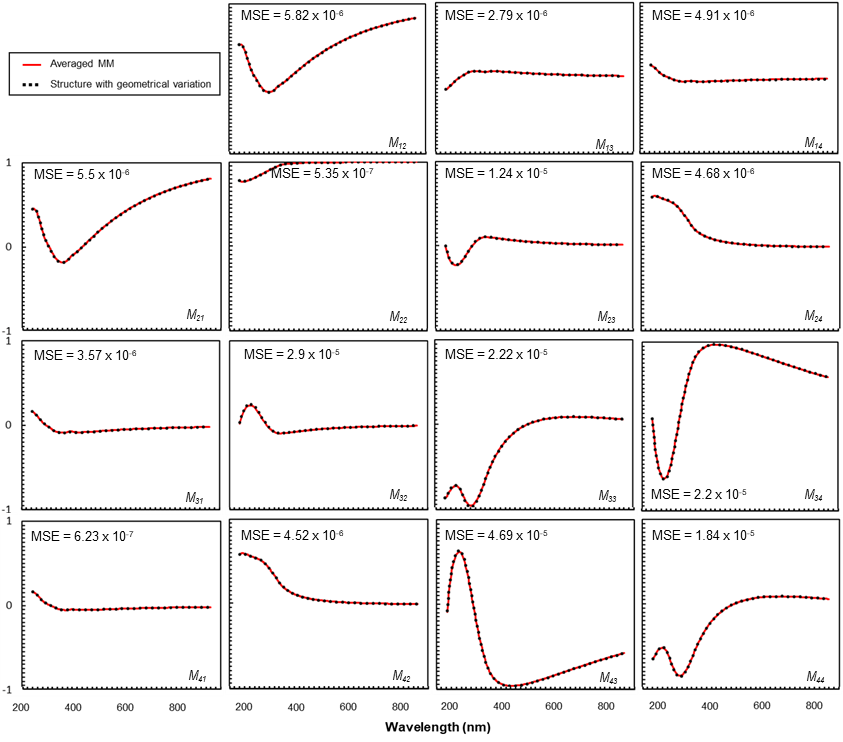 Averaged MM
Structure with geometrical variation
MSE = 5.82 x 10-6
M12
MSE = 2.79 x 10-6
M13
MSE = 4.91 x 10-6
M14
1
0
-1
MSE = 5.5 x 10-6
M21
MSE = 5.35 x 10-7
M22
MSE = 1.24 x 10-5
M23
MSE = 4.68 x 10-6
M24
1
0
-1
MSE = 3.57 x 10-6
M31
MSE = 2.9 x 10-5
M32
MSE = 2.22 x 10-5
M33
MSE = 2.2 x 10-5
M34
1
0
-1
MSE = 6.23 x 10-7
M41
MSE = 4.52 x 10-6
M42
MSE = 4.69 x 10-5
M43
MSE = 1.84 x 10-5
M44
200 400 600 800
200 400 600 800
200 400 600 800
200 400 600 800
Wavelength (nm)